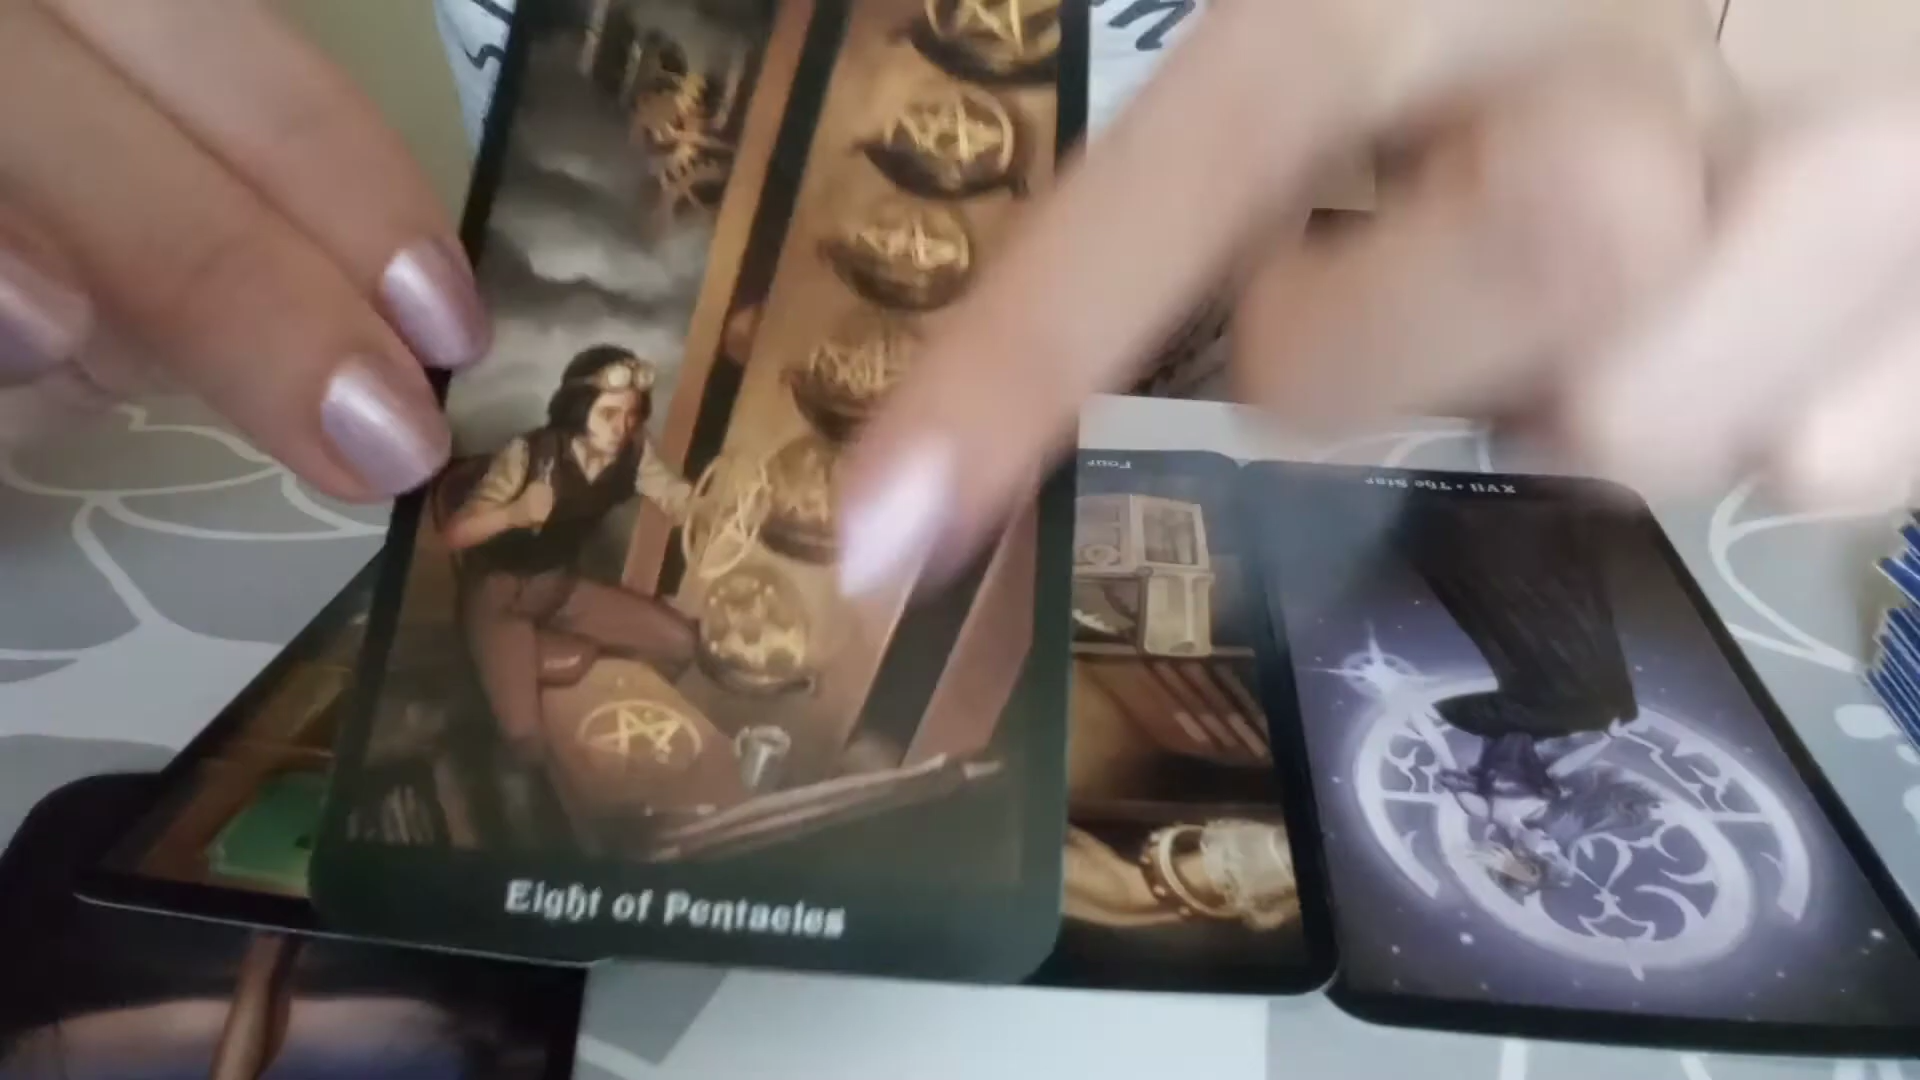 Four
XVII • The Star
Eight of Pentacles